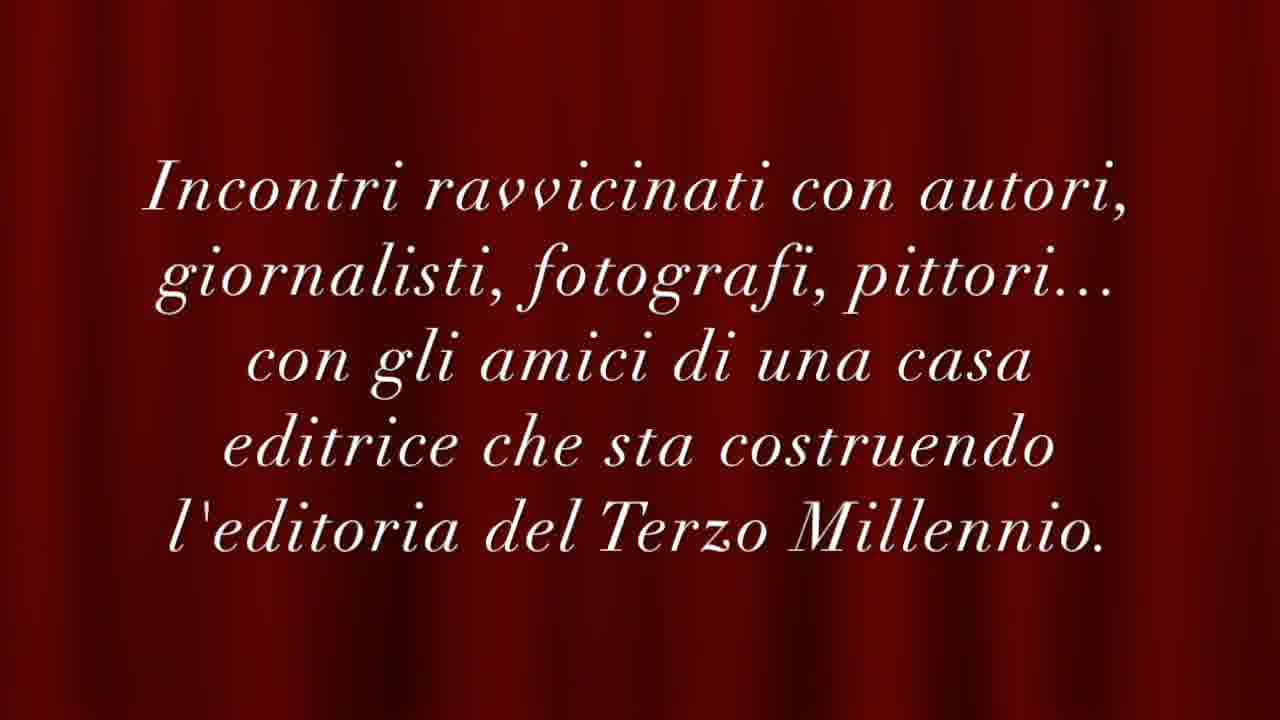 Incontri ravvicinati con autori,
giornalisti, fotografi, pittori...
con gli amici di una casa
editrice che sta costruendo
l'editoria del Terzo Millennio.